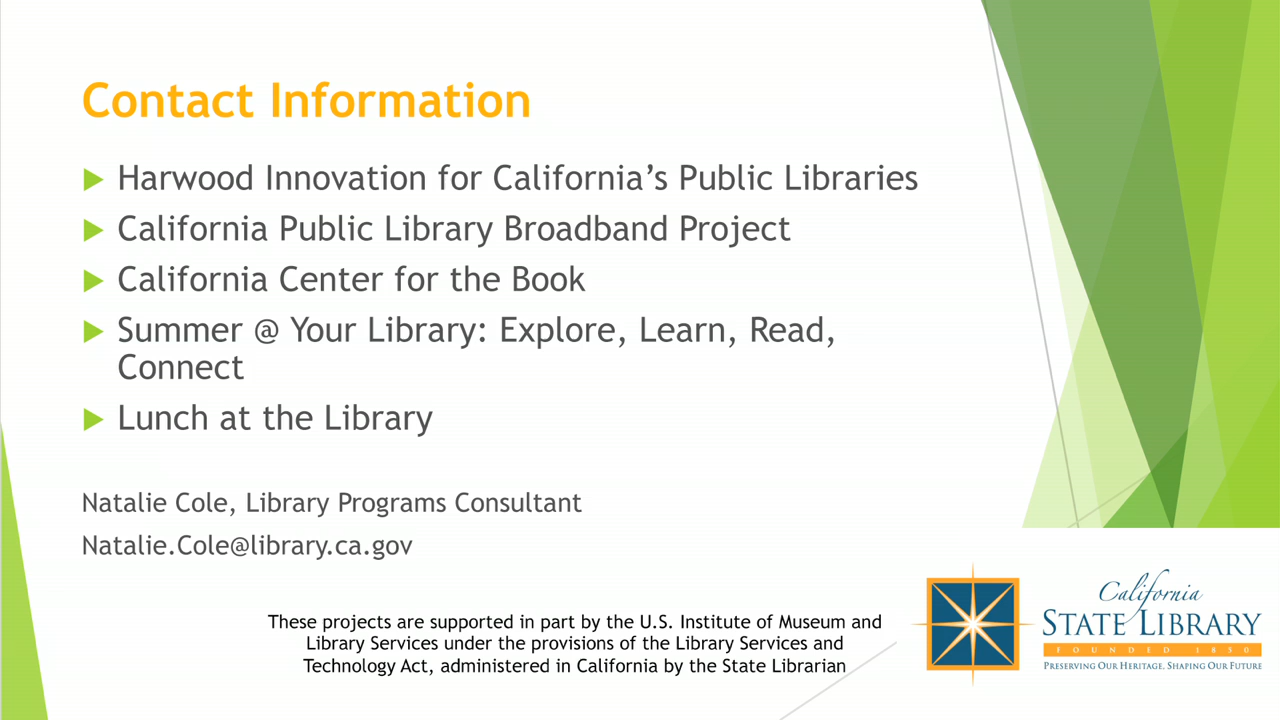 Contact Information
Harwood Innovation for California’s Public Libraries
California Public Library Broadband Project
California Center for the Book
Summer @ Your Library: Explore, Learn, Read,
Connect
Lunch at the Library
Natalie Cole, Library Programs Consultant
Natalie.Cole@library.ca.gov
These projects are supported in part by the U.S. Institute of Museum and
Library Services under the provisions of the Library Services and
Technology Act, administered in California by the State Librarian
California
STATE LIBRARY
FOUNDED 1850
PRESERVING OUR HERITAGE, SHAPING OUR FUTURE